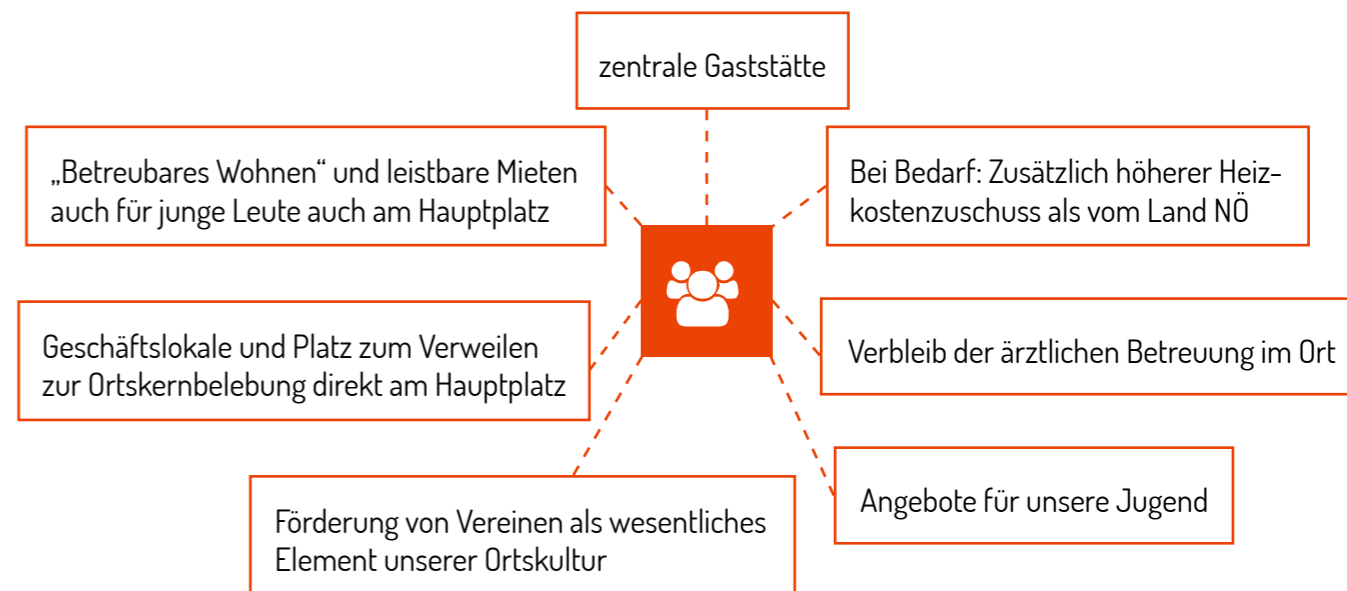 zentrale Gaststätte
„Betreubares Wohnen“ und leistbare Mieten
auch für junge Leute auch am Hauptplatz
Bei Bedarf: Zusätzlich höherer Heiz-
kostenzuschuss als vom Land NÖ
Geschäftslokale und Platz zum Verweilen
zur Ortskernbelebung direkt am Hauptplatz
Verbleib der ärztlichen Betreuung im Ort
Förderung von Vereinen als wesentliches
Element unserer Ortskultur
Angebote für unsere Jugend